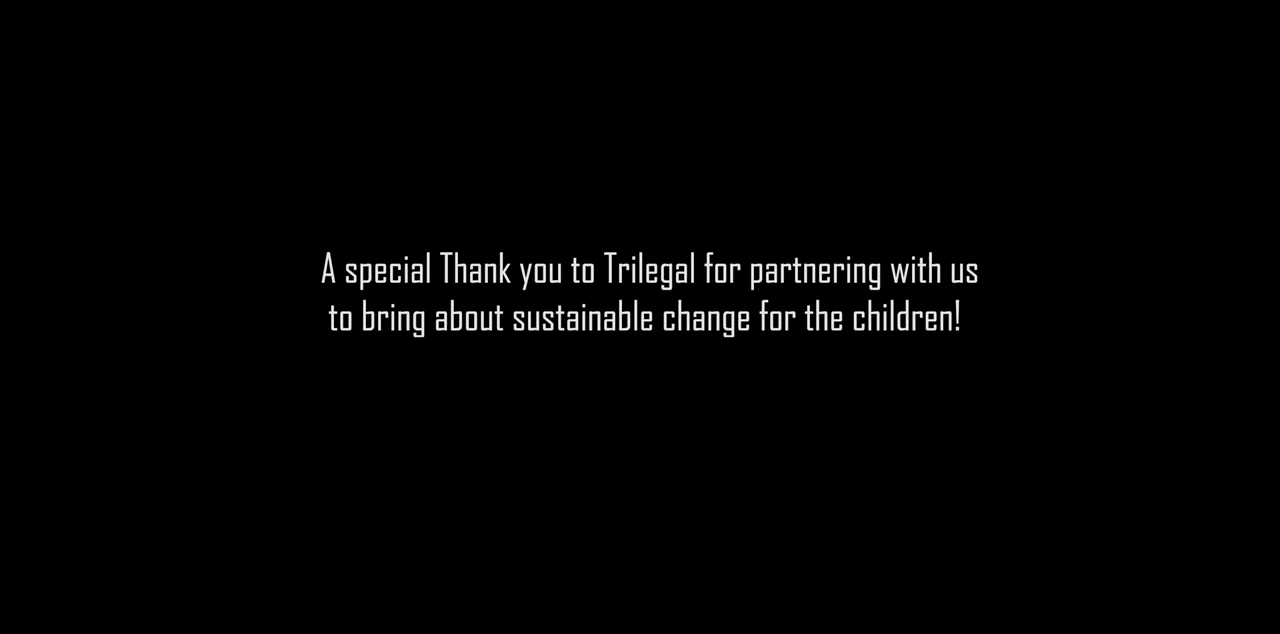 A special Thank you to Trilegal for partnering with us
to bring about sustainable change for the children!